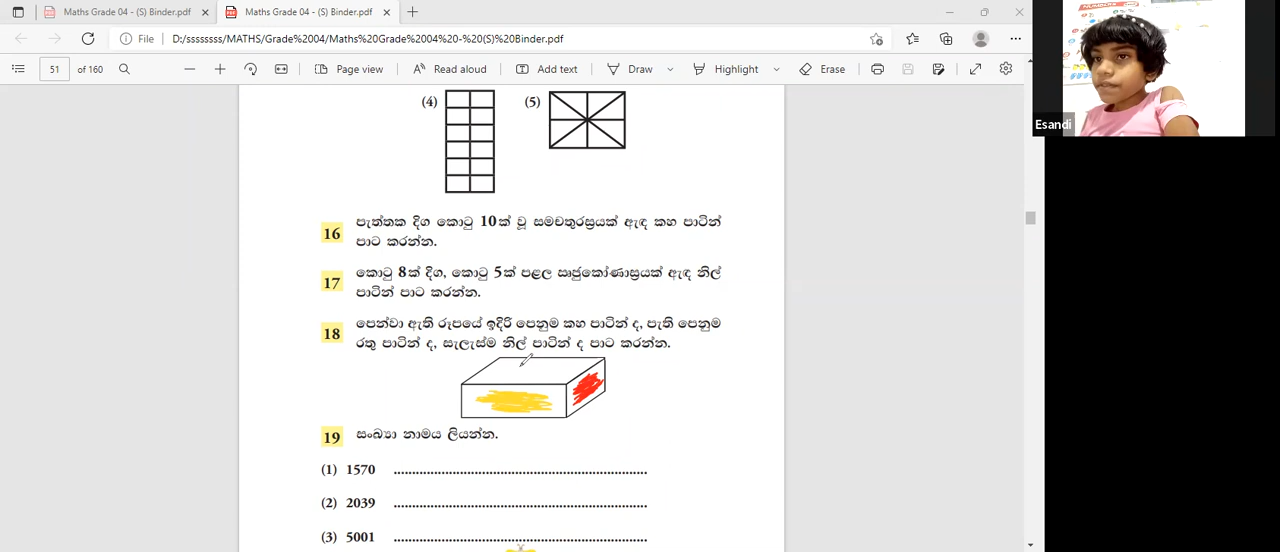 Maths Grade 04 - (S) Binder.pdf
Maths Grade 04 - (S) Binder.pdf
File
D:/ssssssss/MATHS/Grade%2004/Maths%20grade%2004%20-%20(S)%20Binder.pdf
51 of 160
Page view
Read aloud
Add text
Draw
Highlight
Erase
Esandi
(4)
(5)
16 පැත්තක දිග කොටු 10ක් වූ සමචතුරස්‍රයක් ඇඳ කහ පාටින්
පාට කරන්න.
17 කොටු 8ක් දිග, කොටු 5ක් පළල ඍජුකෝණාස්‍රයක් ඇඳ නිල්
පාටින් පාට කරන්න.
18 පෙන්වා ඇති රූපයේ ඉදිරි පෙනුම කහ පාටින් ද, පැති පෙනුම
රතු පාටින් ද, සැලැස්ම නිල් පාටින් ද පාට කරන්න.
19 සංඛ්‍යා නාමය ලියන්න.
(1) 1570 ....................................................................
(2) 2039 ....................................................................
(3) 5001 ....................................................................